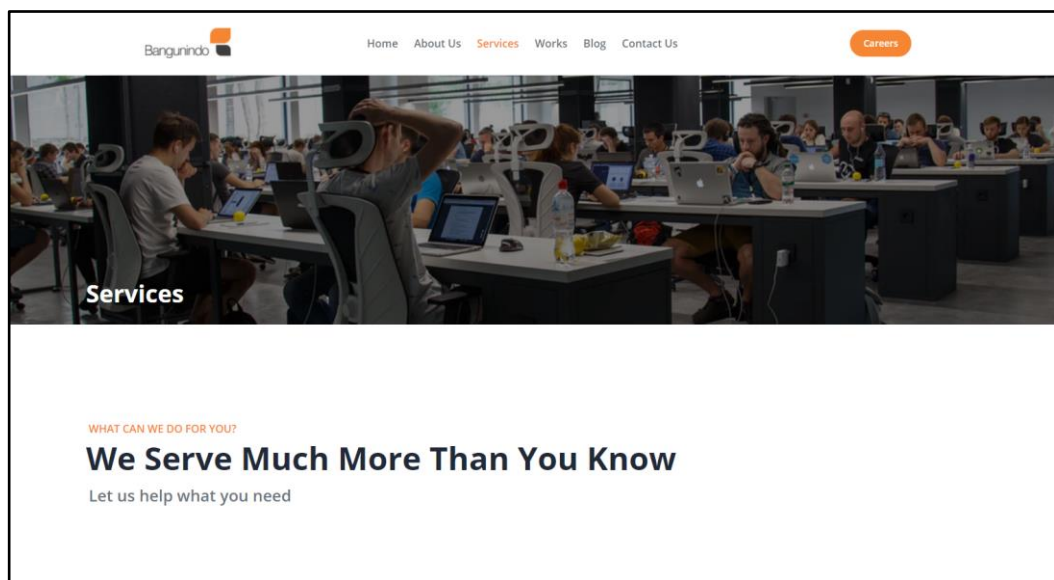 Bangunindo
Home About Us Services Works Blog Contact Us
Careers
Services
WHAT CAN WE DO FOR YOU?
We Serve Much More Than You Know
Let us help what you need